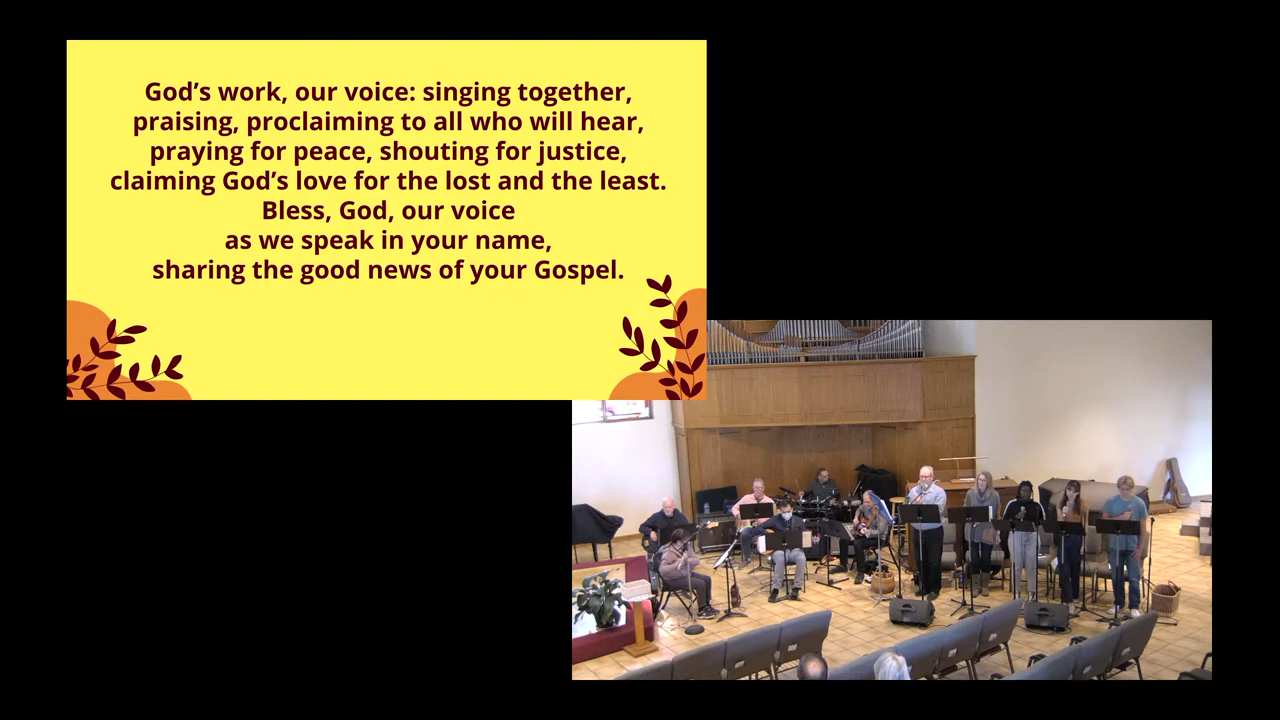 God’s work, our voice: singing together,
praising, proclaiming to all who will hear,
praying for peace, shouting for justice,
claiming God’s love for the lost and the least.
Bless, God, our voice
as we speak in your name,
sharing the good news of your Gospel.